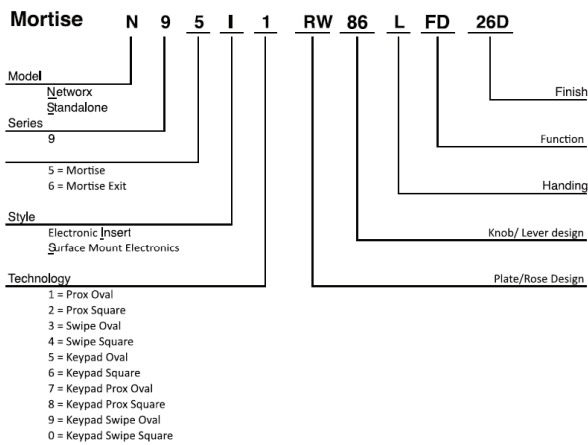 Mortise N 9 5 I 1 RW 86 L FD 26D
Model
Networx
Standalone
Series
9
5 = Mortise
6 = Mortise Exit
Style
Electronic Insert
Surface Mount Electronics
Technology
1 = Prox Oval
2 = Prox Square
3 = Swipe Oval
4 = Swipe Square
5 = Keypad Oval
6 = Keypad Square
7 = Keypad Prox Oval
8 = Keypad Prox Square
9 = Keypad Swipe Oval
0 = Keypad Swipe Square
Finish
Function
Handing
Knob/ Lever design
Plate/Rose Design